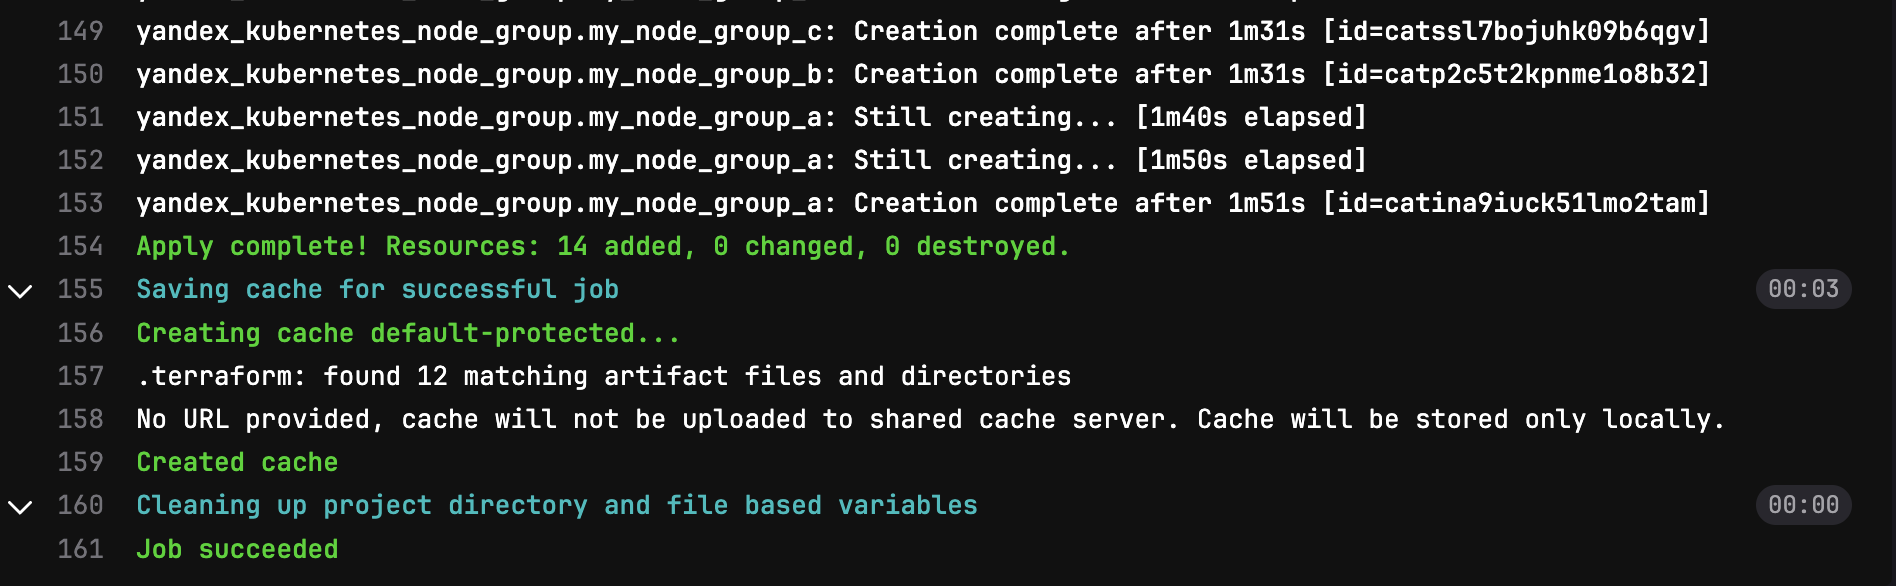 149 yandex_kubernetes_node_group.my_node_group_c: Creation complete after 1m31s [id=catssl7bojuhk09b6qgv]
150 yandex_kubernetes_node_group.my_node_group_b: Creation complete after 1m31s [id=catp2c5t2kpnme1o8b32]
151 yandex_kubernetes_node_group.my_node_group_a: Still creating... [1m40s elapsed]
152 yandex_kubernetes_node_group.my_node_group_a: Still creating... [1m50s elapsed]
153 yandex_kubernetes_node_group.my_node_group_a: Creation complete after 1m51s [id=catina9iuck51lmo2tam]
154 Apply complete! Resources: 14 added, 0 changed, 0 destroyed.
155 Saving cache for successful job 00:03
156 Creating cache default-protected...
157 .terraform: found 12 matching artifact files and directories
158 No URL provided, cache will not be uploaded to shared cache server. Cache will be stored only locally.
159 Created cache
160 Cleaning up project directory and file based variables 00:00
161 Job succeeded